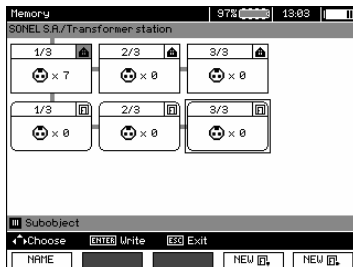 Memory 97% 13:03
SONEL S.A./Transformer station
1/3 2/3 3/3
x 7 x 0 x 0
1/3 2/3 3/3
x 0 x 0 x 0
Subobject
Choose ENTER Write ESC Exit
NAME NEW NEW